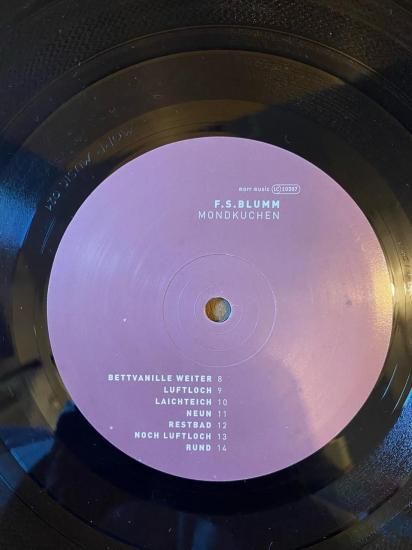 morr music LC 10387
F.S.BLUMM
MONDKUCHEN
BETTVANILLE WEITER 8
LUFTLOCH 9
LAICHTEICH 10
NEUN 11
RESTBAD 12
NOCH LUFTLOCH 13
RUND 14